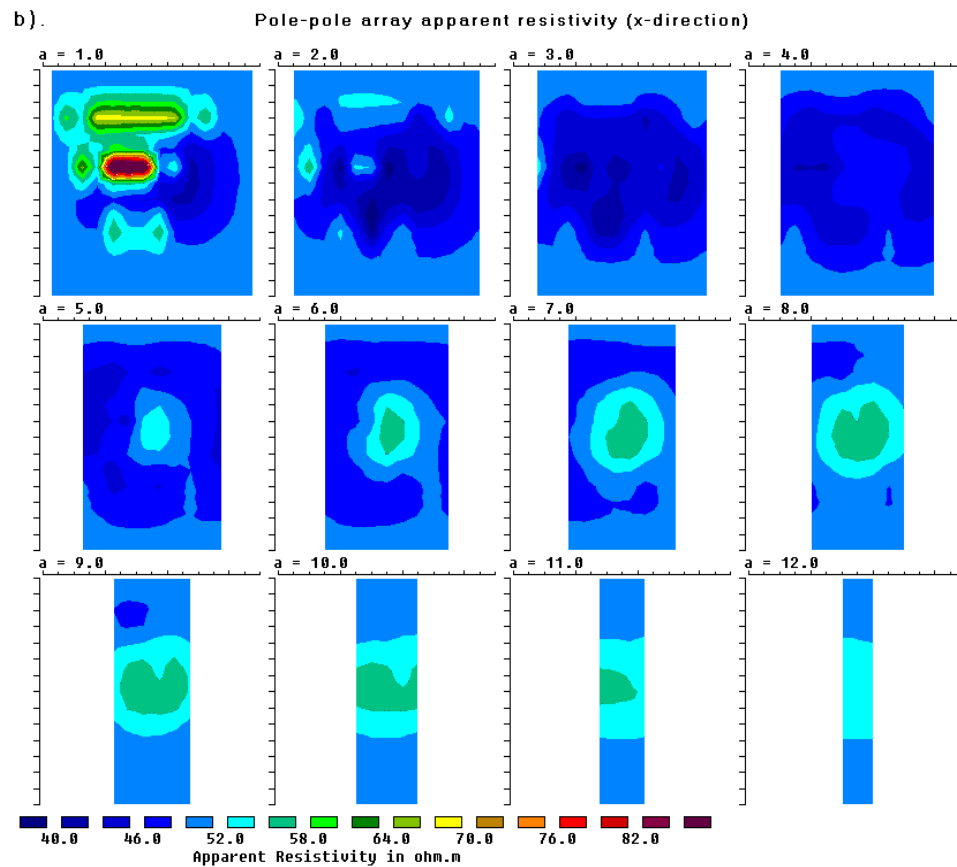 b). Pole-pole array apparent resistivity (x-direction)
a = 1.0 a = 2.0 a = 3.0 a = 4.0
a = 5.0 a = 6.0 a = 7.0 a = 8.0
a = 9.0 a = 10.0 a = 11.0 a = 12.0
40.0 46.0 52.0 58.0 64.0 70.0 76.0 82.0
Apparent Resistivity in ohm.m